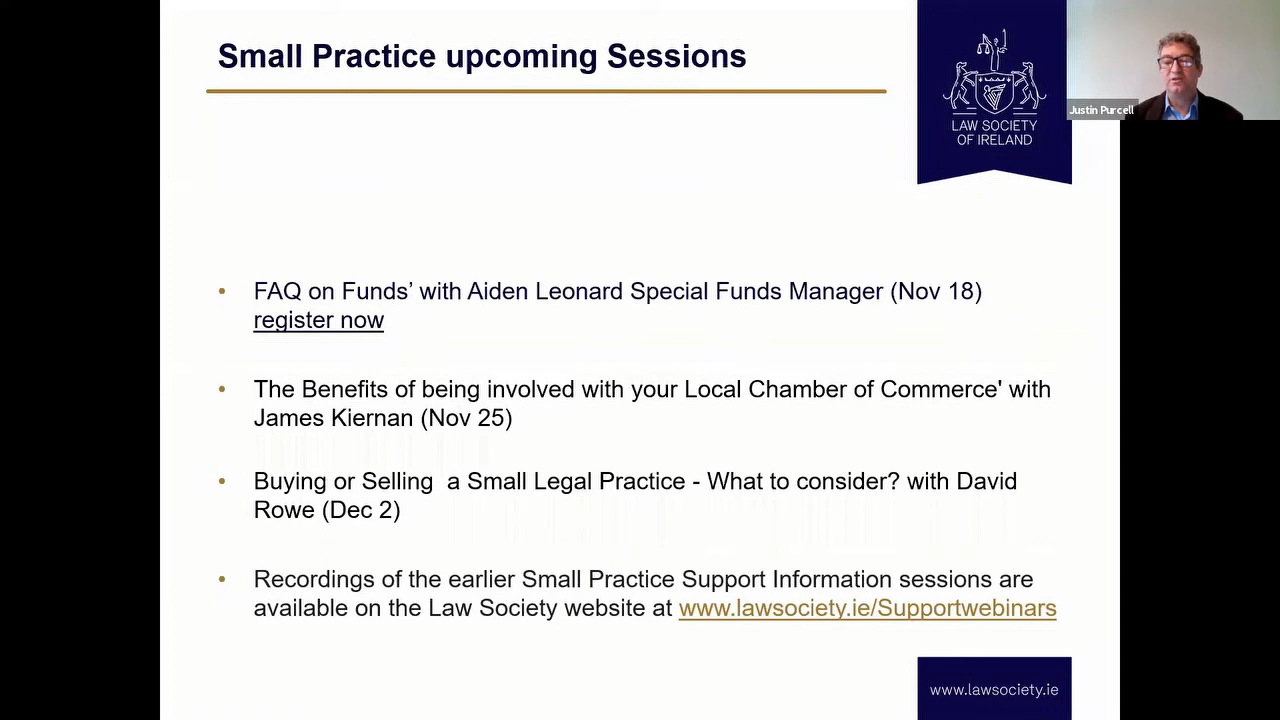 Small Practice upcoming Sessions
LAW SOCIETY
OF IRELAND
Justin Purcell
• FAQ on Funds’ with Aiden Leonard Special Funds Manager (Nov 18)
register now
• The Benefits of being involved with your Local Chamber of Commerce' with
James Kiernan (Nov 25)
• Buying or Selling  a Small Legal Practice - What to consider? with David
Rowe (Dec 2)
• Recordings of the earlier Small Practice Support Information sessions are
available on the Law Society website at www.lawsociety.ie/Supportwebinars
www.lawsociety.ie